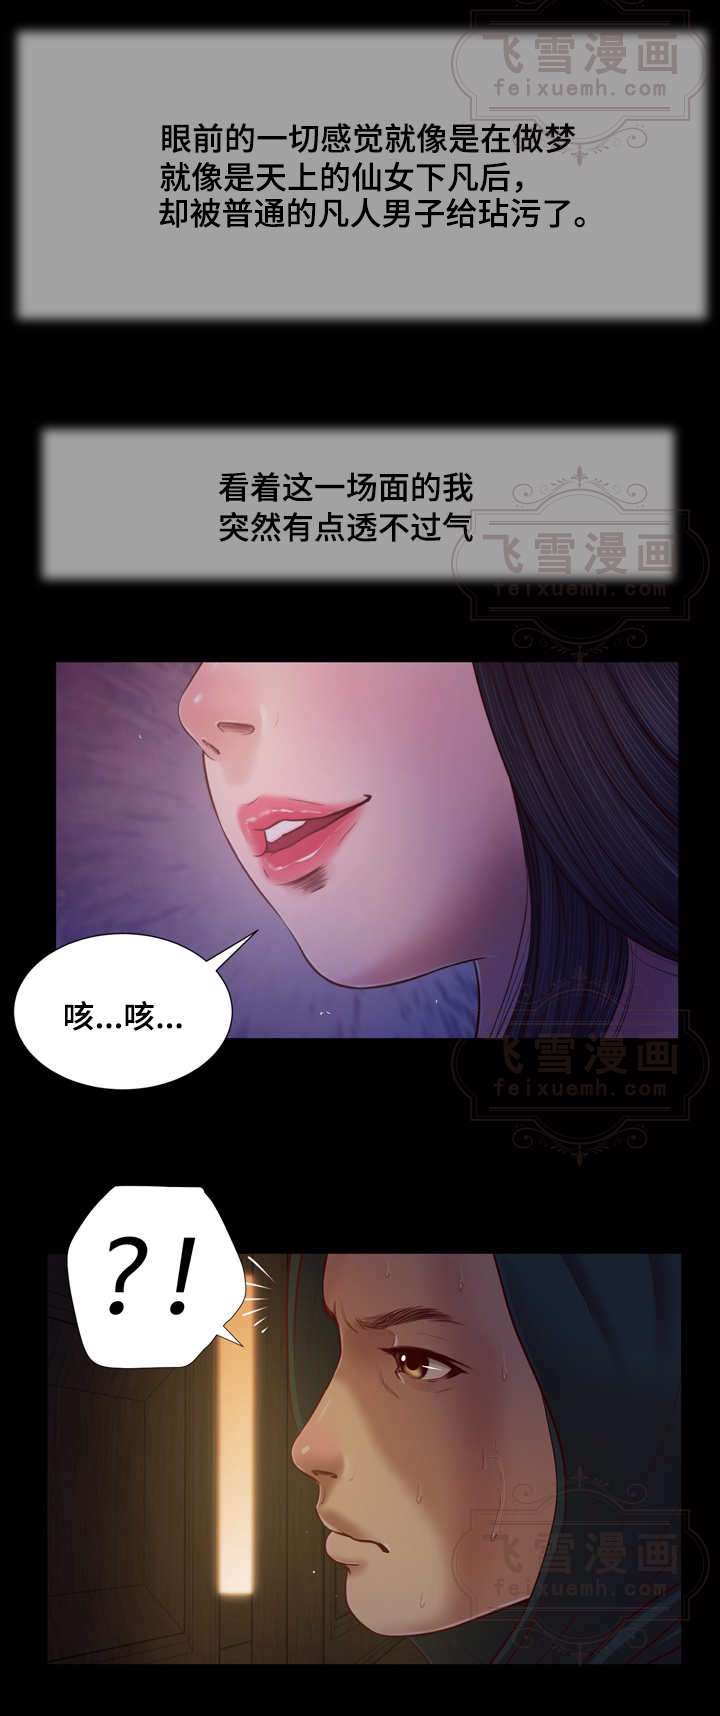 飞雪漫画
feixuemh.com
眼前的一切感觉就像是在做梦
就像是天上的仙女下凡后，
却被普通的凡人男子给玷污了。
看着这一场面的我
突然有点透不过气
飞雪漫画
feixuemh.com
咳…咳…
飞雪漫画
feixuemh.com
?!
飞雪漫画
feixuemh.com